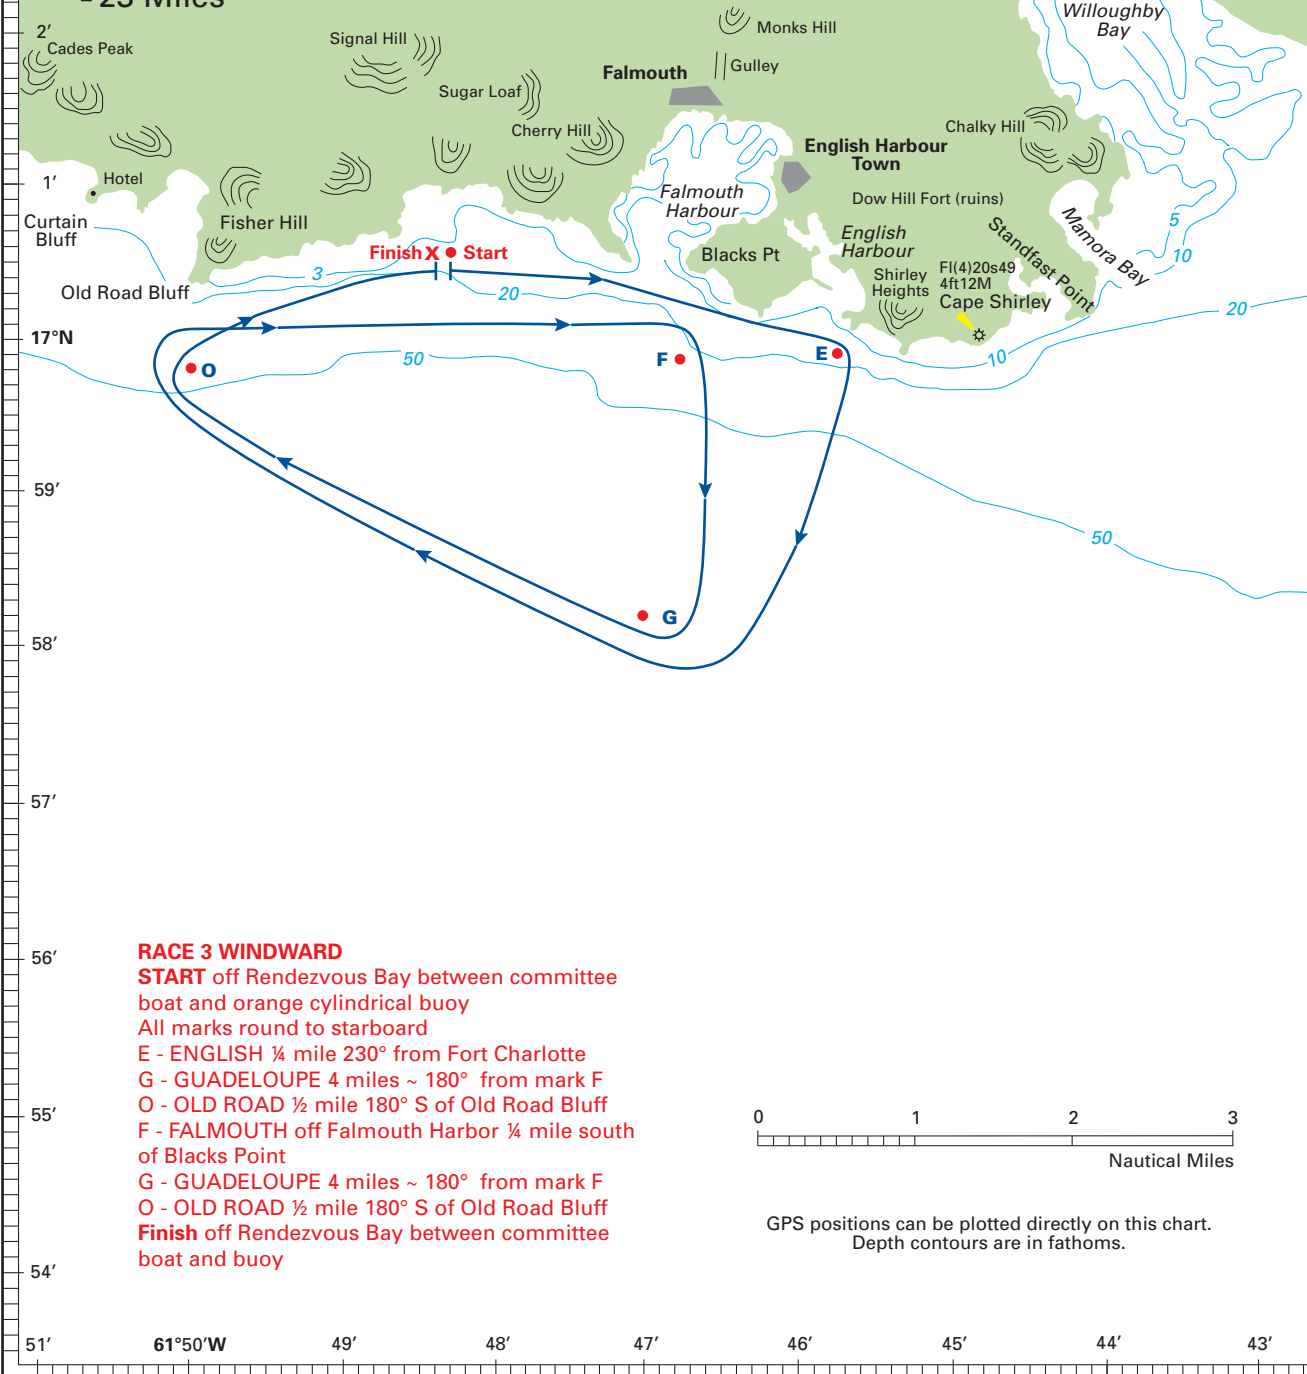 – 25 Miles
Willoughby
Bay
2′
Cades Peak
Signal Hill
Monks Hill
Falmouth
Gulley
Sugar Loaf
Cherry Hill
Chalky Hill
English Harbour
Town
1′
Hotel
Falmouth
Harbour
Dow Hill Fort (ruins)
Curtain
Bluff
Fisher Hill
Mamora Bay
5
English
Harbour
Standfast Point
Finish X
Start
Blacks Pt
10
3
Shirley
Heights
Fl(4)20s49
4ft12M
Cape Shirley
Old Road Bluff
20
20
17°N
50
10
O
F
E
59′
50
G
58′
57′
56′
55′
54′
RACE 3 WINDWARD
START off Rendezvous Bay between committee
boat and orange cylindrical buoy
All marks round to starboard
E - ENGLISH ¼ mile 230° from Fort Charlotte
G - GUADELOUPE 4 miles ~ 180° from mark F
O - OLD ROAD ½ mile 180° S of Old Road Bluff
F - FALMOUTH off Falmouth Harbor ¼ mile south
of Blacks Point
G - GUADELOUPE 4 miles ~ 180° from mark F
O - OLD ROAD ½ mile 180° S of Old Road Bluff
Finish off Rendezvous Bay between committee
boat and buoy
0 1 2 3
Nautical Miles
GPS positions can be plotted directly on this chart.
Depth contours are in fathoms.
51′ 61°50′W 49′ 48′ 47′ 46′ 45′ 44′ 43′